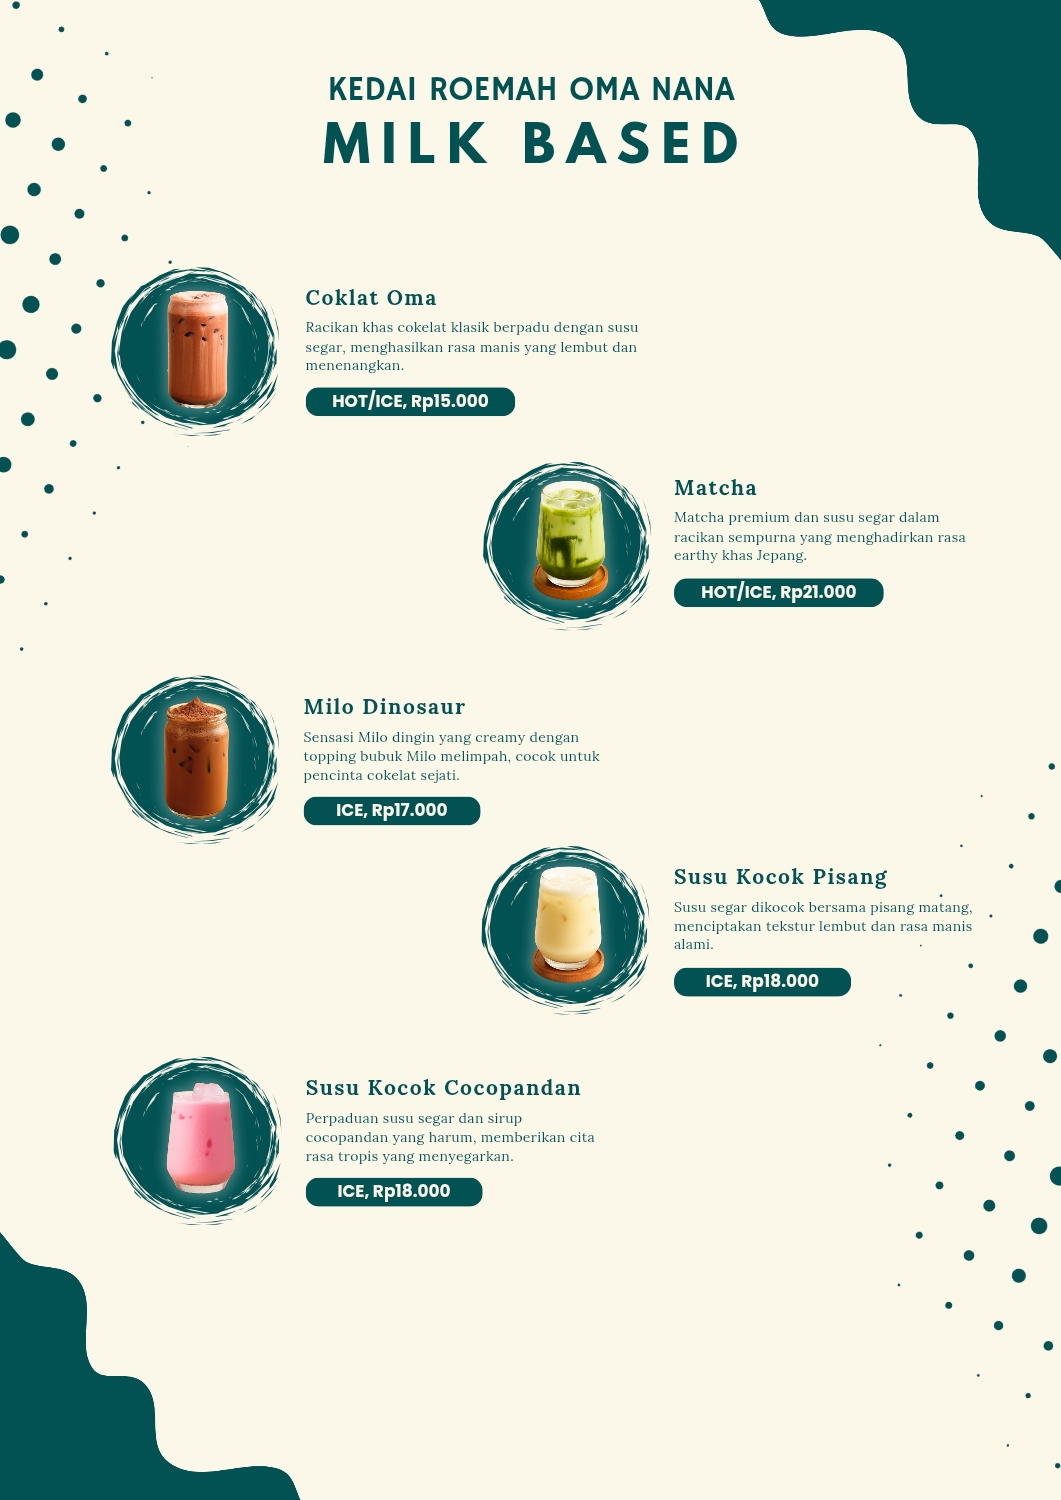 KEDAI ROEMAH OMA NANA
MILK BASED
Coklat Oma
Racikan khas cokelat klasik berpadu dengan susu
segar, menghasilkan rasa manis yang lembut dan
menenangkan.
HOT/ICE, Rp15.000
Matcha
Matcha premium dan susu segar dalam
racikan sempurna yang menghadirkan rasa
earthy khas Jepang.
HOT/ICE, Rp21.000
Milo Dinosaur
Sensasi Milo dingin yang creamy dengan
topping bubuk Milo melimpah, cocok untuk
pencinta cokelat sejati.
ICE, Rp17.000
Susu Kocok Pisang
Susu segar dikocok bersama pisang matang,
menciptakan tekstur lembut dan rasa manis
alami.
ICE, Rp18.000
Susu Kocok Cocopandan
Perpaduan susu segar dan sirup
cocopandan yang harum, memberikan cita
rasa tropis yang menyegarkan.
ICE, Rp18.000